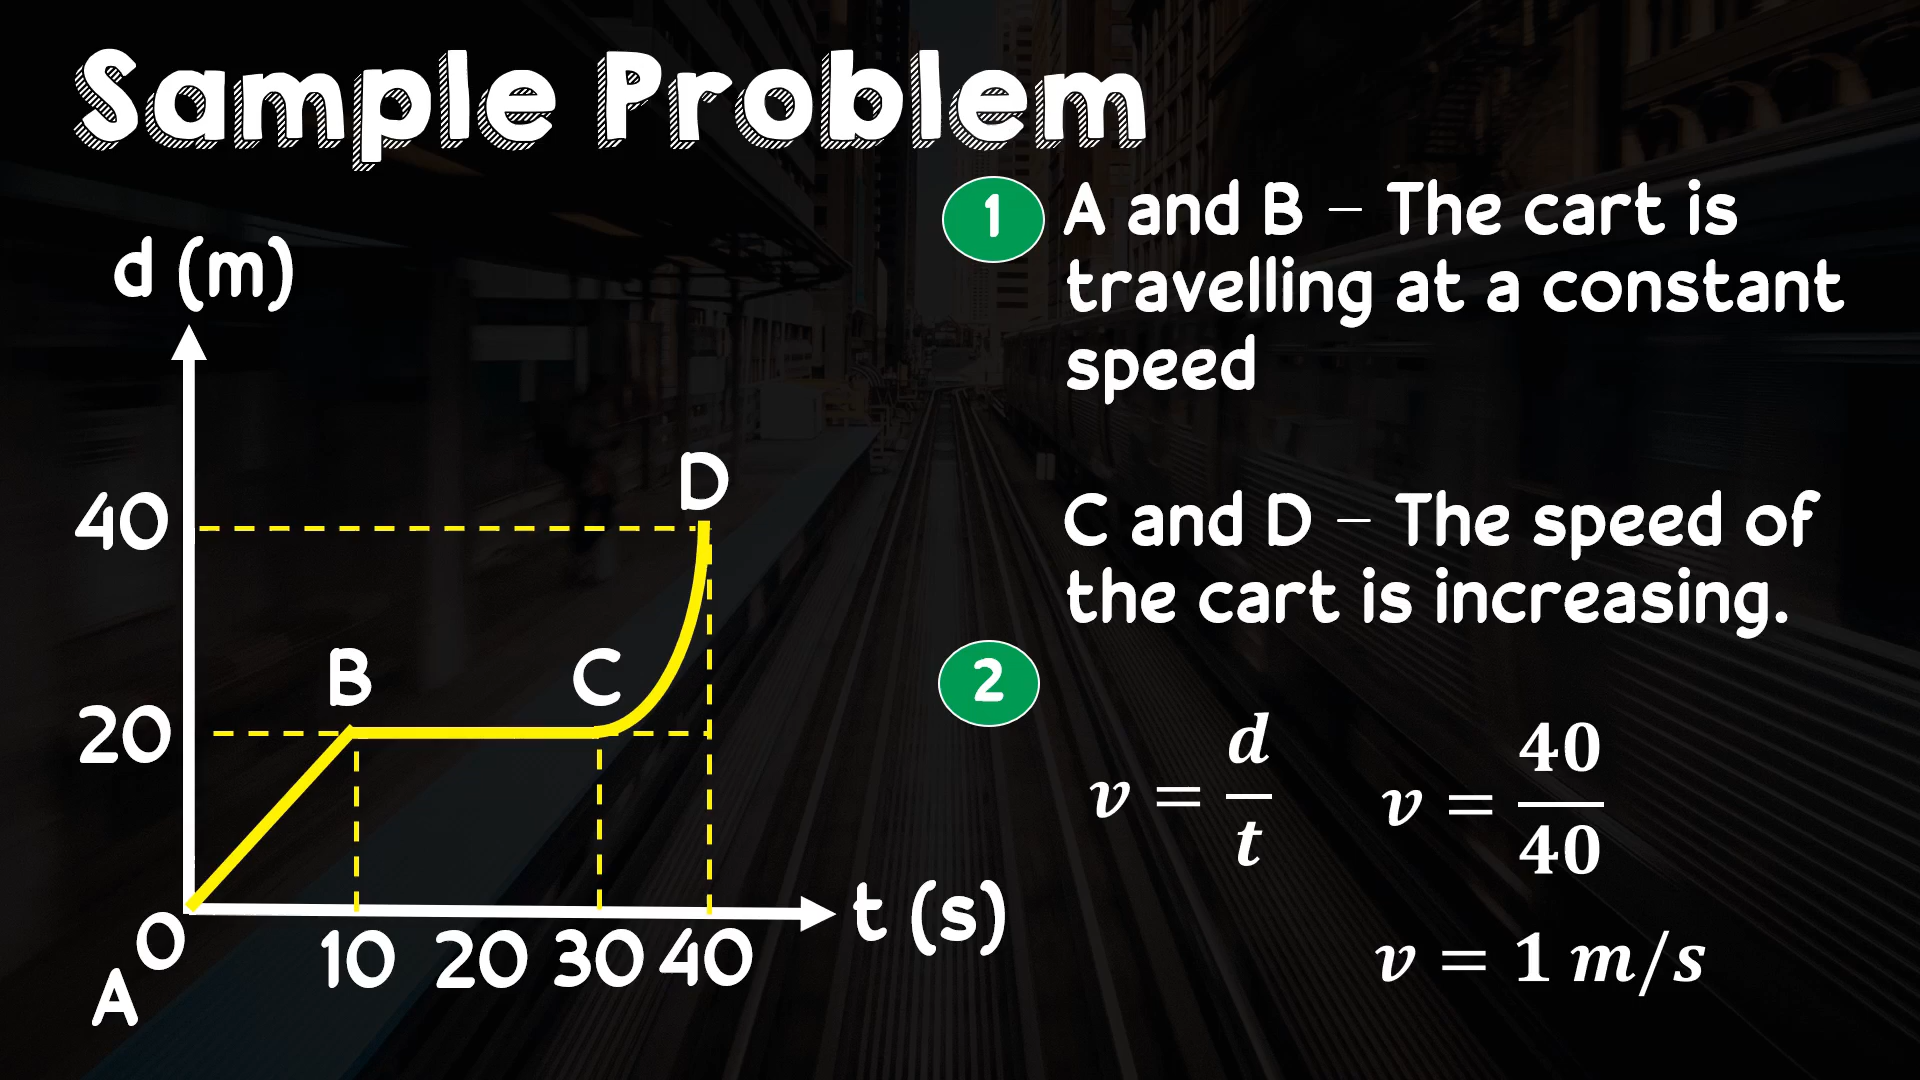 Sample Problem
d (m)
40
20
0
A
B
C
D
10 20 30 40
t (s)
1
A and B – The cart is
travelling at a constant
speed
C and D – The speed of
the cart is increasing.
2
v = d/t
v = 40/40
v = 1 m/s